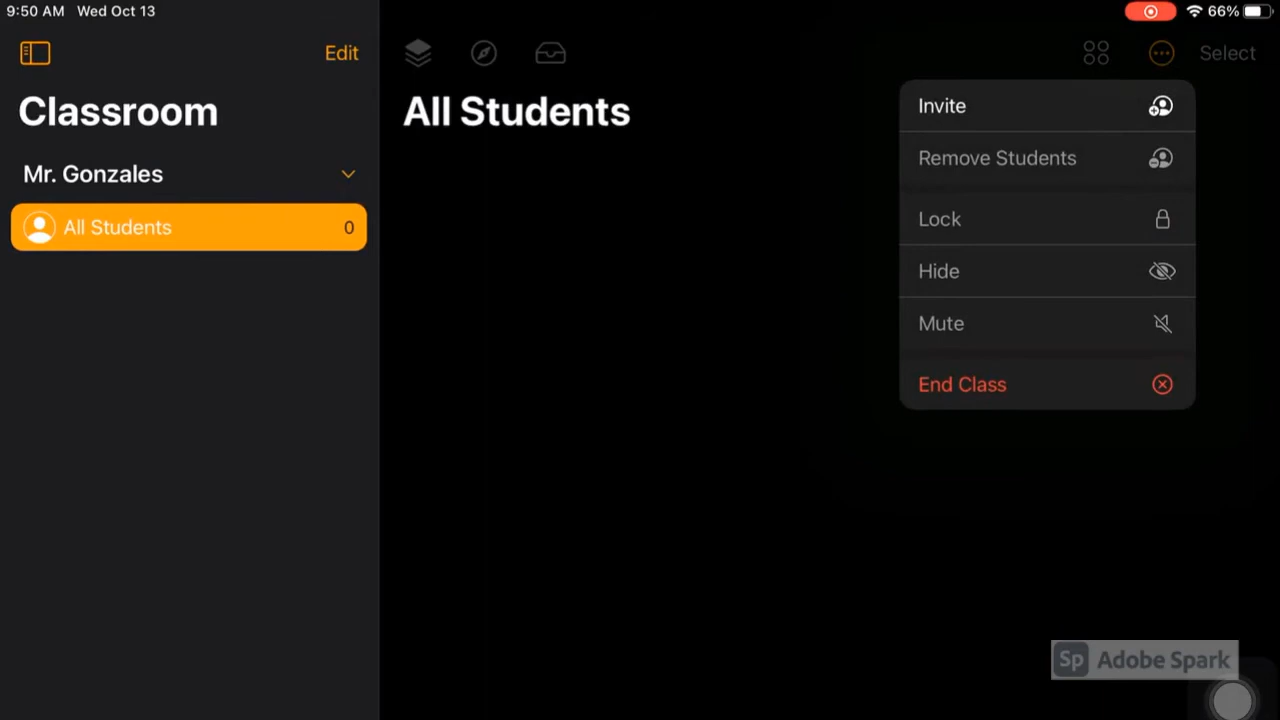 9:50 AM Wed Oct 13
66%
Edit
Select
Classroom
All Students
Mr. Gonzales
All Students 0
Invite
Remove Students
Lock
Hide
Mute
End Class
Sp Adobe Spark